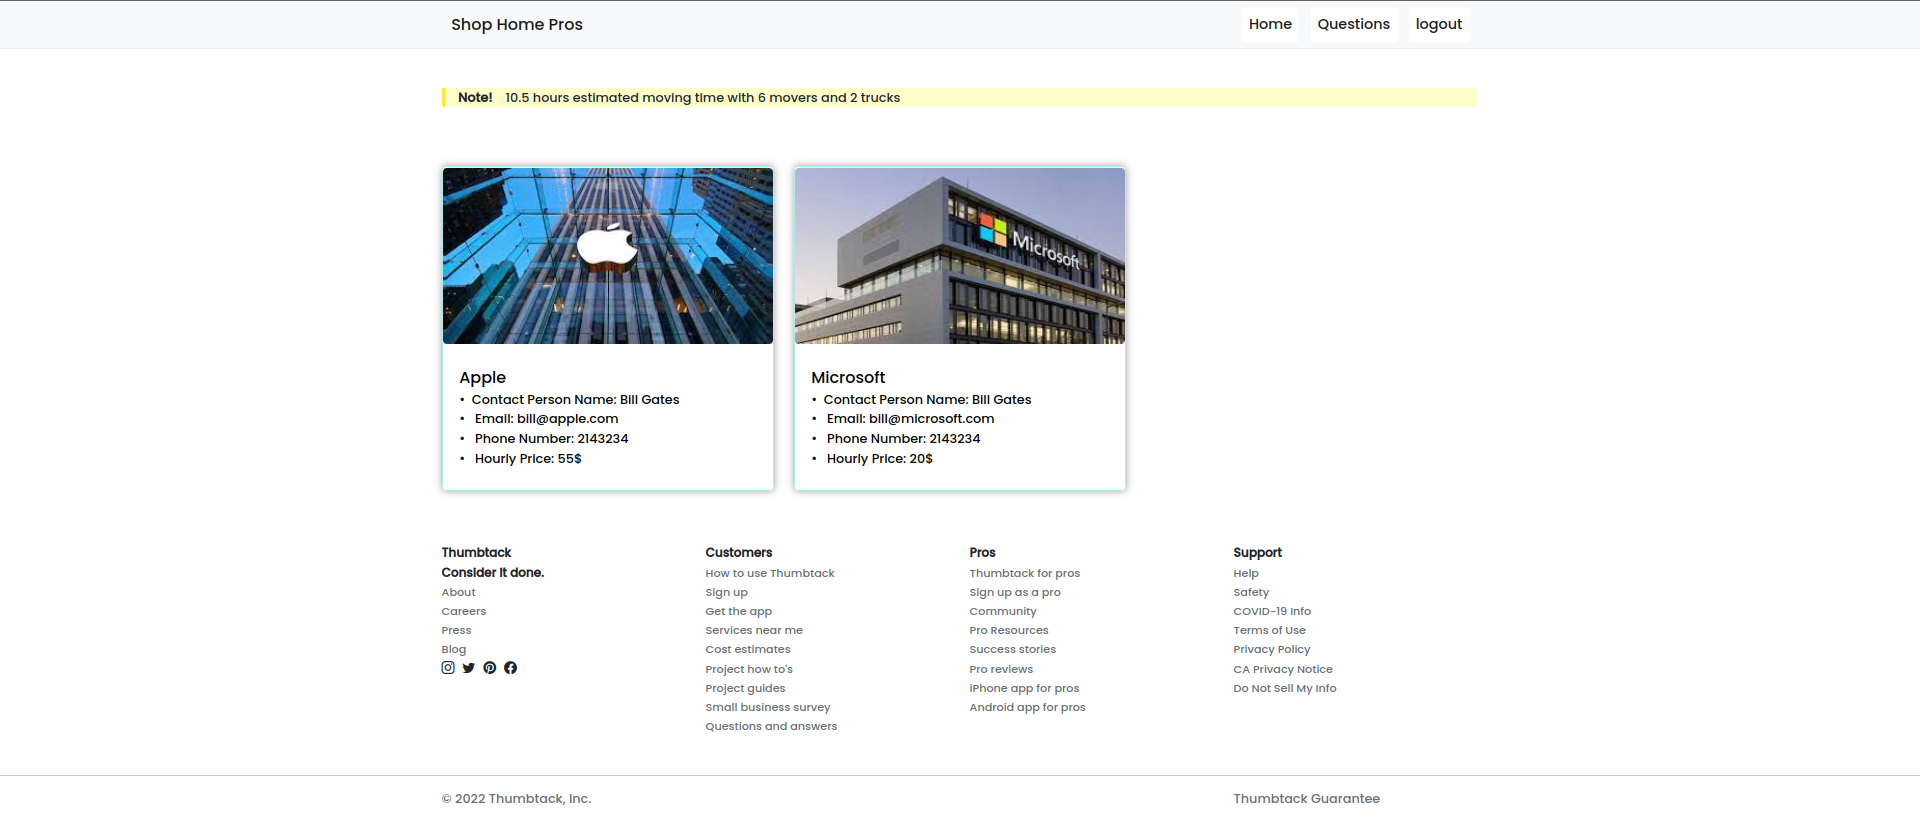 Shop Home Pros
Home Questions logout
Note! 10.5 hours estimated moving time with 6 movers and 2 trucks
Microsoft
Apple
• Contact Person Name: Bill Gates
• Email: bill@apple.com
• Phone Number: 2143234
• Hourly Price: 55$
Microsoft
• Contact Person Name: Bill Gates
• Email: bill@microsoft.com
• Phone Number: 2143234
• Hourly Price: 20$
Thumbtack
Consider it done.
About
Careers
Press
Blog
Customers
How to use Thumbtack
Sign up
Get the app
Services near me
Cost estimates
Project how to's
Project guides
Small business survey
Questions and answers
Pros
Thumbtack for pros
Sign up as a pro
Community
Pro Resources
Success stories
Pro reviews
iPhone app for pros
Android app for pros
Support
Help
Safety
COVID-19 Info
Terms of Use
Privacy Policy
CA Privacy Notice
Do Not Sell My Info
© 2022 Thumbtack, Inc.
Thumbtack Guarantee